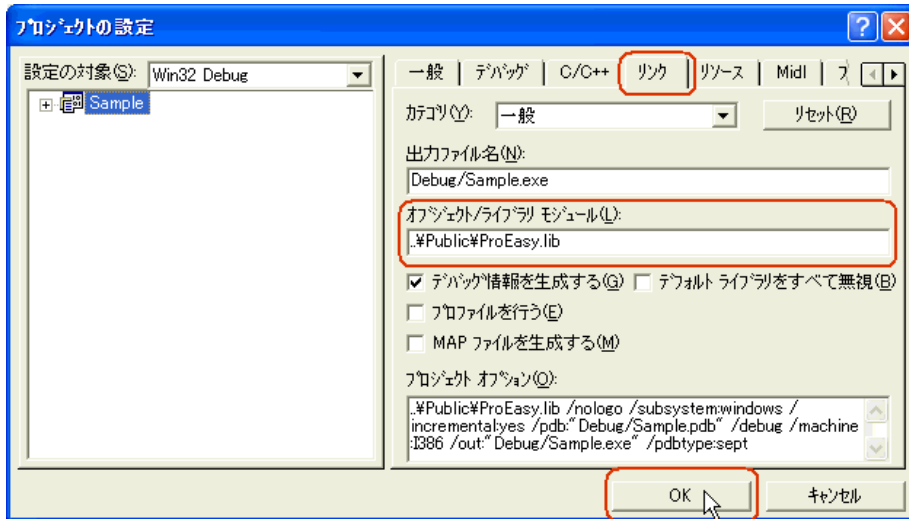 プロジェクトの設定
設定の対象(S): Win32 Debug
Sample
一般 デバッグ C/C++ リンク リソース Midl ブ
カテゴリ(Y): 一般 リセット(R)
出力ファイル名(N):
Debug/Sample.exe
オブジェクト/ライブラリ モジュール(L):
..¥Public¥ProEasy.lib
デバッグ情報を生成する(G) デフォルト ライブラリをすべて無視(B)
プロファイルを行う(E)
MAP ファイルを生成する(M)
プロジェクト オプション(O):
..¥Public¥ProEasy.lib /nologo /subsystem:windows /
incremental:yes /pdb:"Debug/Sample.pdb" /debug /machine
:I386 /out:"Debug/Sample.exe" /pdbtype:sept
OK キャンセル